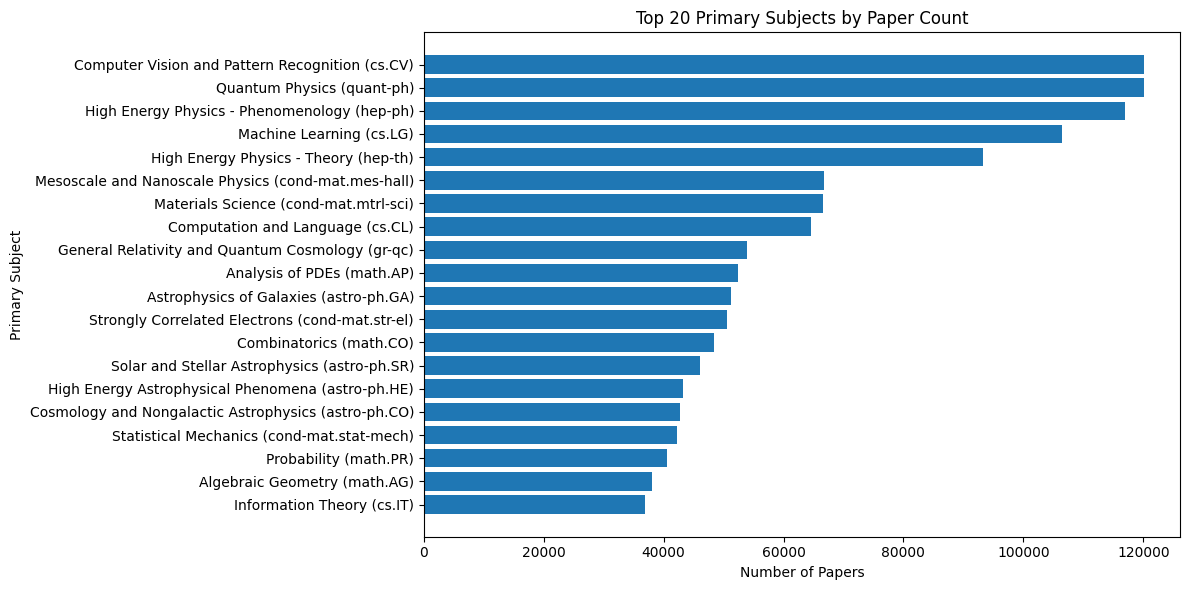 Top 20 Primary Subjects by Paper Count
Primary Subject
Computer Vision and Pattern Recognition (cs.CV)
Quantum Physics (quant-ph)
High Energy Physics - Phenomenology (hep-ph)
Machine Learning (cs.LG)
High Energy Physics - Theory (hep-th)
Mesoscale and Nanoscale Physics (cond-mat.mes-hall)
Materials Science (cond-mat.mtrl-sci)
Computation and Language (cs.CL)
General Relativity and Quantum Cosmology (gr-qc)
Analysis of PDEs (math.AP)
Astrophysics of Galaxies (astro-ph.GA)
Strongly Correlated Electrons (cond-mat.str-el)
Combinatorics (math.CO)
Solar and Stellar Astrophysics (astro-ph.SR)
High Energy Astrophysical Phenomena (astro-ph.HE)
Cosmology and Nongalactic Astrophysics (astro-ph.CO)
Statistical Mechanics (cond-mat.stat-mech)
Probability (math.PR)
Algebraic Geometry (math.AG)
Information Theory (cs.IT)
0 20000 40000 60000 80000 100000 120000
Number of Papers